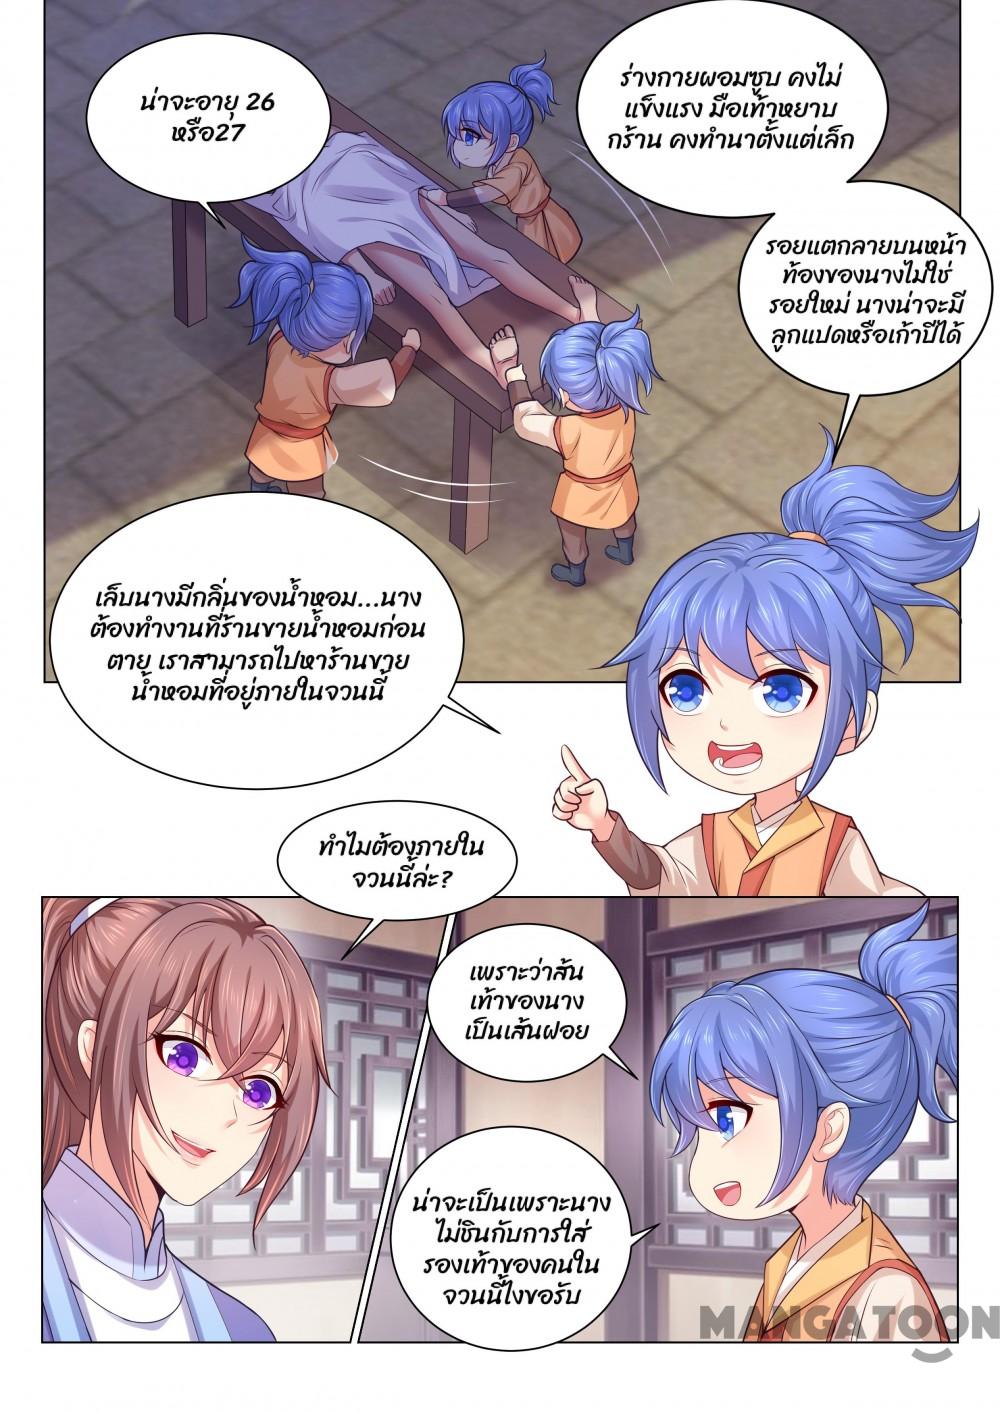 น่าจะอายุ 26
หรือ27
ร่างกายผอมซูบ คงไม่
แข็งแรง มือเท้าหยาบ
กร้าน คงทำนาตั้งแต่เล็ก
รอยแตกลายบนหน้า
ท้องของนางไม่ใช่
รอยใหม่ นางน่าจะมี
ลูกแปดหรือเก้าปีได้
เล็บนางมีกลิ่นของน้ำหอม...นาง
ต้องทำงานที่ร้านขายน้ำหอมก่อน
ตาย เราสามารถไปหาร้านขาย
น้ำหอมที่อยู่ภายในจวนนี้
ทำไมต้องภายใน
จวนนี้ล่ะ?
เพราะว่าส้น
เท้าของนาง
เป็นเส้นฝอย
น่าจะเป็นเพราะนาง
ไม่ชินกับการใส่
รองเท้าของคนใน
จวนนี้ไงขอรับ
MANGATOON